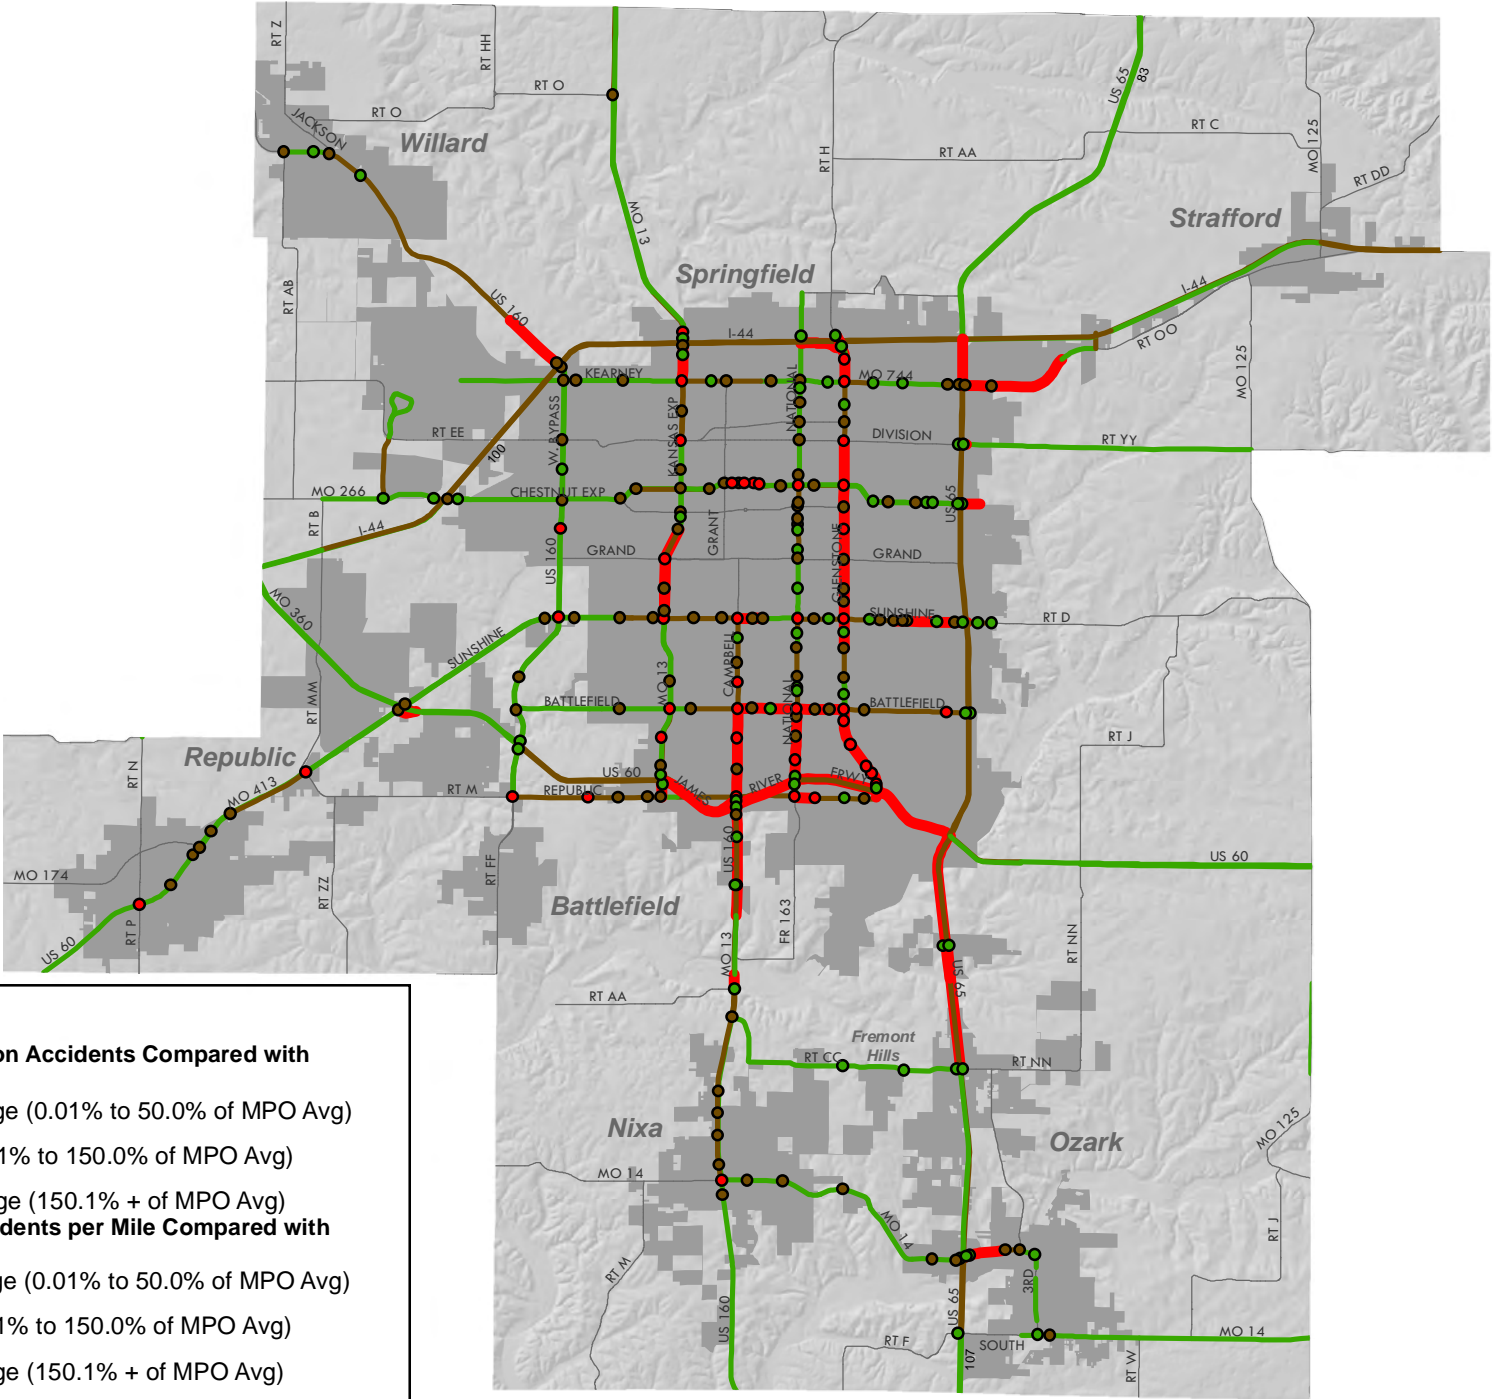 RT Z
RT HH
RT O
RT O
JACKSON
Willard
US 65
83
RT C
RT AA
RT H
MO 125
RT DD
Strafford
MO 13
Springfield
RT AB
US 160
I-44
I-44
RT OO
MO 125
KEARNEY
MO 744
NATIONAL
W. BYPASS
KANSAS EXP
RT EE
100
DIVISION
RT YY
MO 266
CHESTNUT EXP
US 65
RT B
I-44
GRANT
US 160
GRAND
GLENSTONE
GRAND
MO 360
SUNSHINE
SUNSHINE
RT D
CAMPBELL
MO 13
RT MM
BATTLEFIELD
NATIONAL
BATTLEFIELD
RT J
Republic
RT N
US 60
JAMES
RIVER
FRWY
MO 413
RT M
REPUBLIC
US 160
US 60
MO 174
RT ZZ
RT FF
Battlefield
RT P
FR 163
US 60
MO 13
RT NN
US 65
RT AA
on Accidents Compared with
Fremont
Hills
RT CC
RT NN
ge (0.01% to 50.0% of MPO Avg)
Nixa
Ozark
MO 125
1% to 150.0% of MPO Avg)
MO 14
ge (150.1% + of MPO Avg)
dents per Mile Compared with
MO 14
RT J
RT M
ge (0.01% to 50.0% of MPO Avg)
3RD
US 160
US 65
1% to 150.0% of MPO Avg)
RT F
SOUTH
MO 14
107
RT W
ge (150.1% + of MPO Avg)